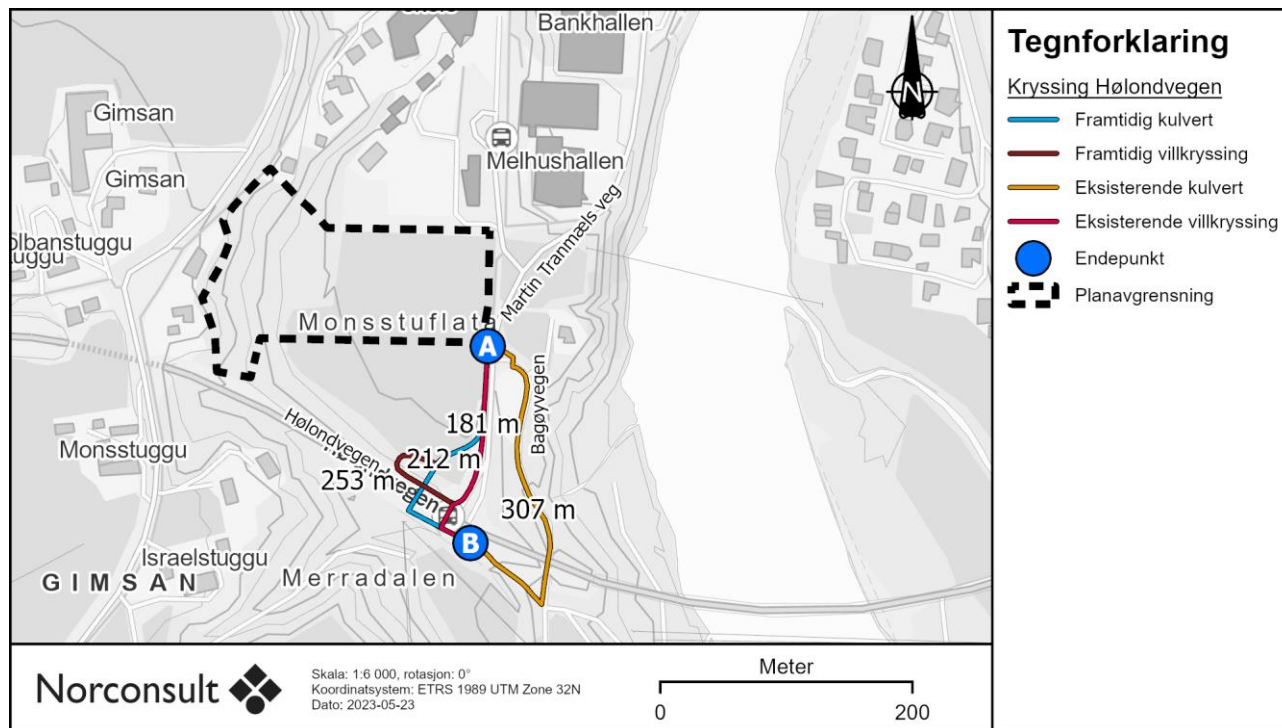 Bankhallen
Gimsan
Melhushallen
Gimsan
Martin Tranmæls veg
Monsstuflata
A
Bagøyvegen
181 m
Hølondvegen
212 m
Monsstuggu
253 m
307 m
B
Israelstuggu
GIMSAN
Merradalen
Tegnforklaring
Kryssing Hølondvegen
Framtidig kulvert
Framtidig villkryssing
Eksisterende kulvert
Eksisterende villkryssing
Endepunkt
Planavgrensning
N
Norconsult
Skala: 1:6 000, rotasjon: 0°
Koordinatsystem: ETRS 1989 UTM Zone 32N
Dato: 2023-05-23
Meter
0 200